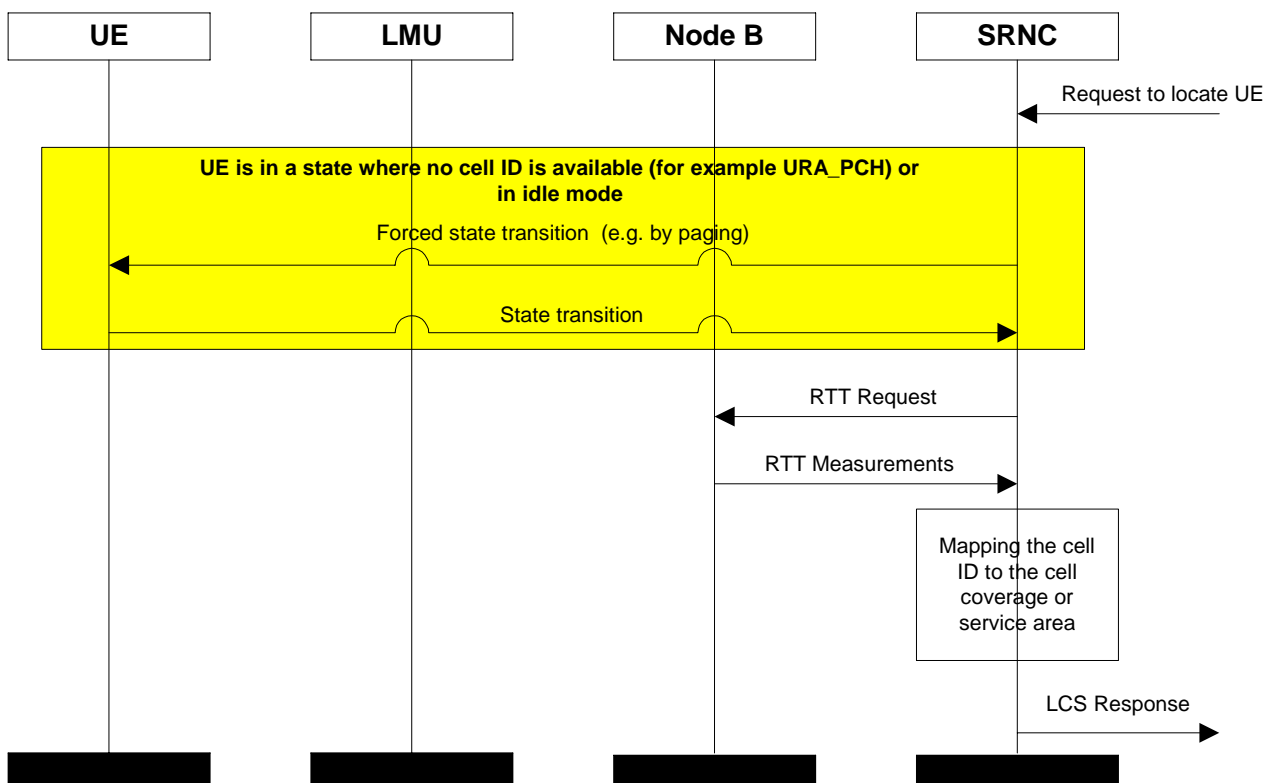 UE
LMU
Node B
SRNC
Request to locate UE
UE is in a state where no cell ID is available (for example URA_PCH) or
in idle mode
Forced state transition (e.g. by paging)
State transition
RTT Request
RTT Measurements
Mapping the cell
ID to the cell
coverage or
service area
LCS Response